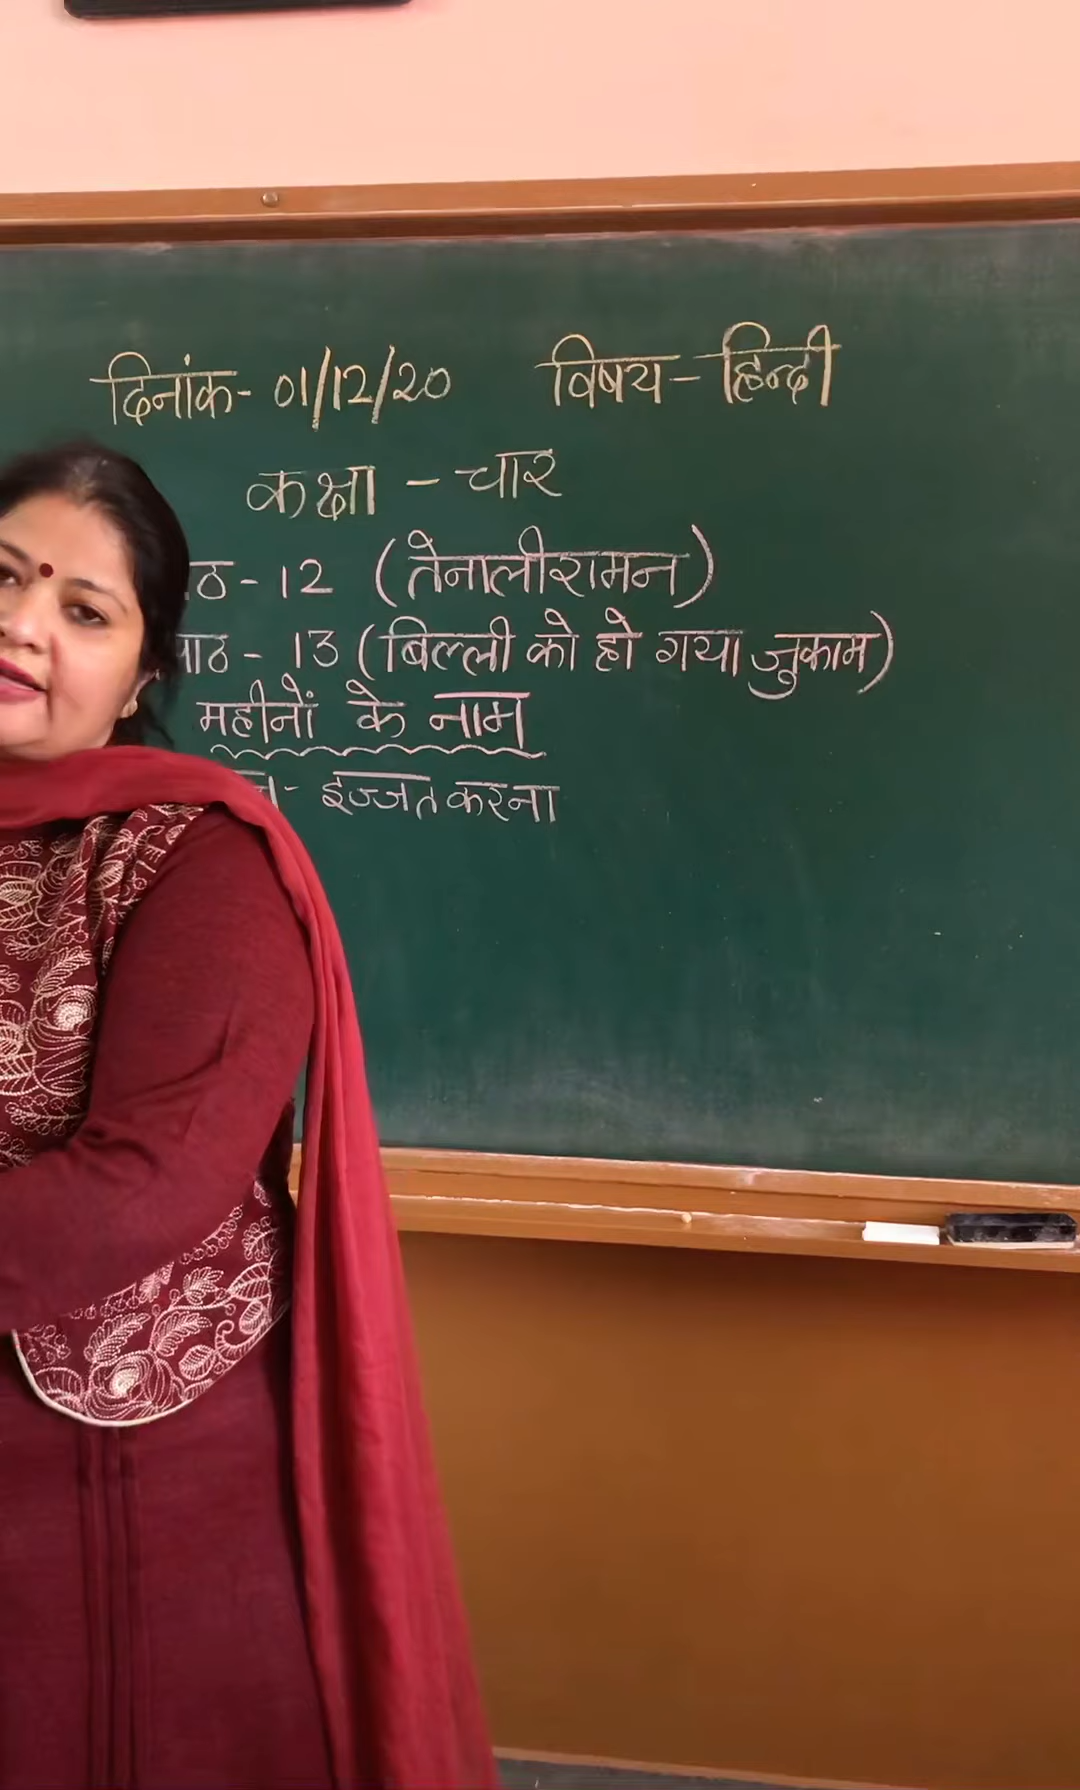 दिनांक- 01/12/20 विषय - हिन्दी
कक्षा - चार
पाठ - 12 (तेनालीरामन)
पाठ - 13 (बिल्ली को हो गया जुकाम)
महीनों के नाम
- इज्जत करना